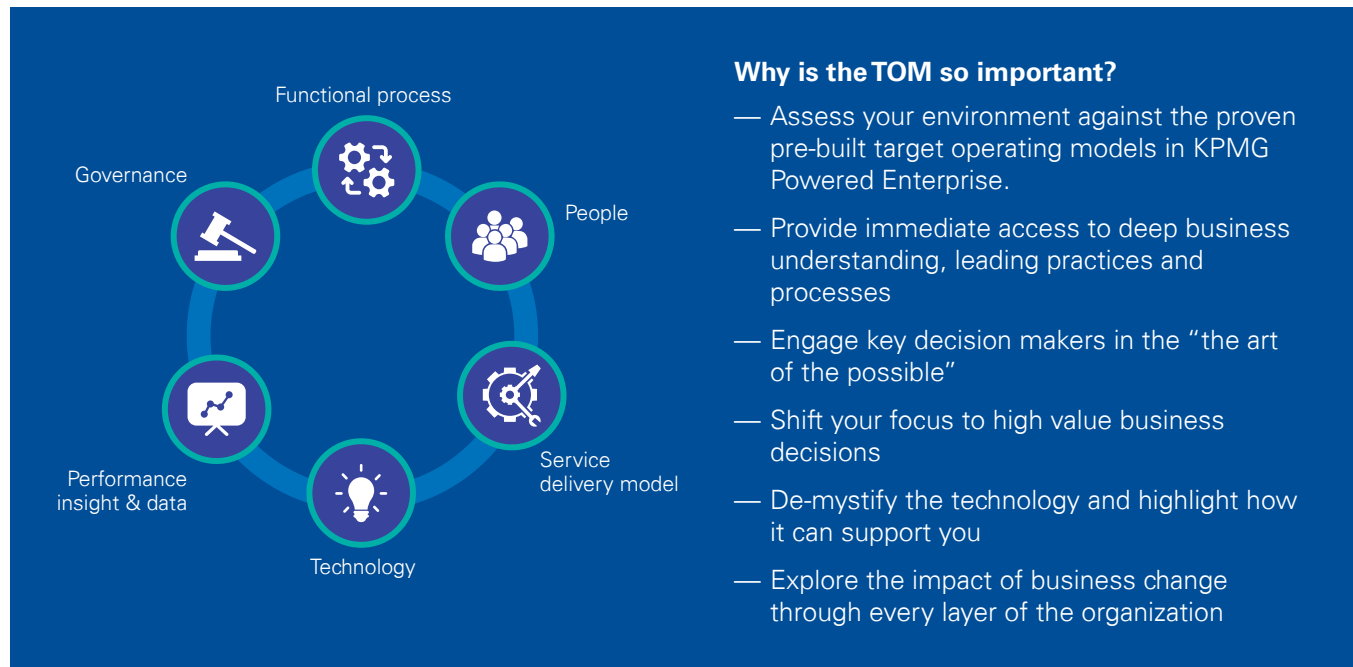 Functional process
Governance
People
Performance
insight & data
Service
delivery model
Technology
Why is the TOM so important?
— Assess your environment against the proven
pre-built target operating models in KPMG
Powered Enterprise.
— Provide immediate access to deep business
understanding, leading practices and
processes
— Engage key decision makers in the “the art
of the possible”
— Shift your focus to high value business
decisions
— De-mystify the technology and highlight how
it can support you
— Explore the impact of business change
through every layer of the organization